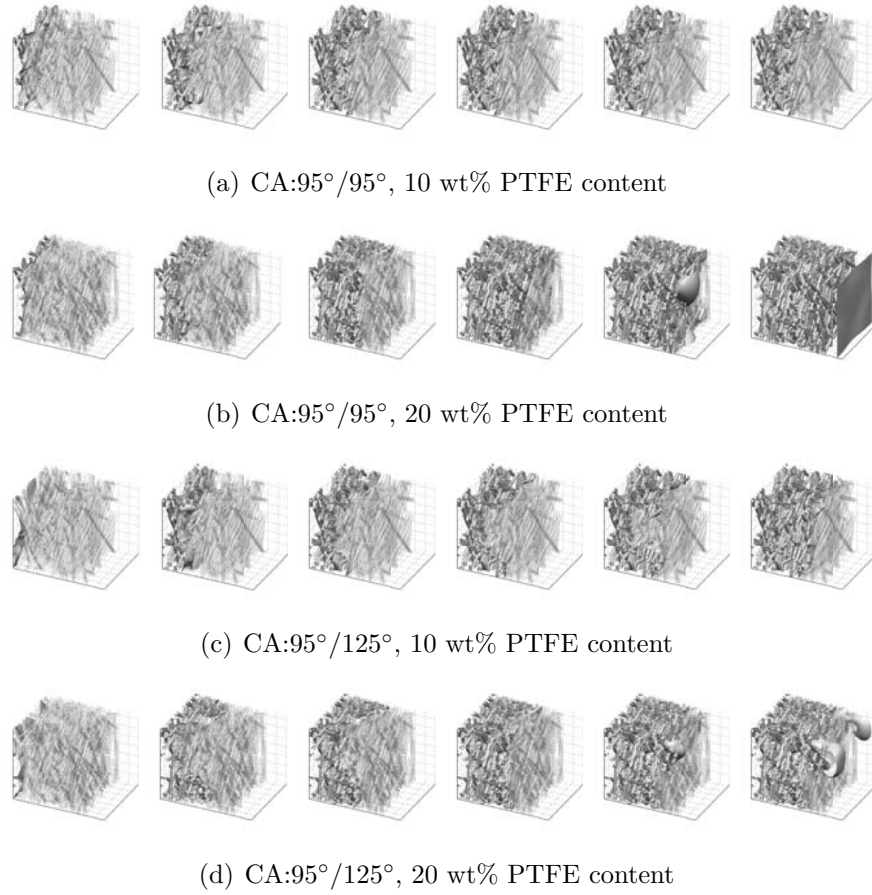 (a) CA:95°/95°, 10 wt% PTFE content
(b) CA:95°/95°, 20 wt% PTFE content
(c) CA:95°/125°, 10 wt% PTFE content
(d) CA:95°/125°, 20 wt% PTFE content